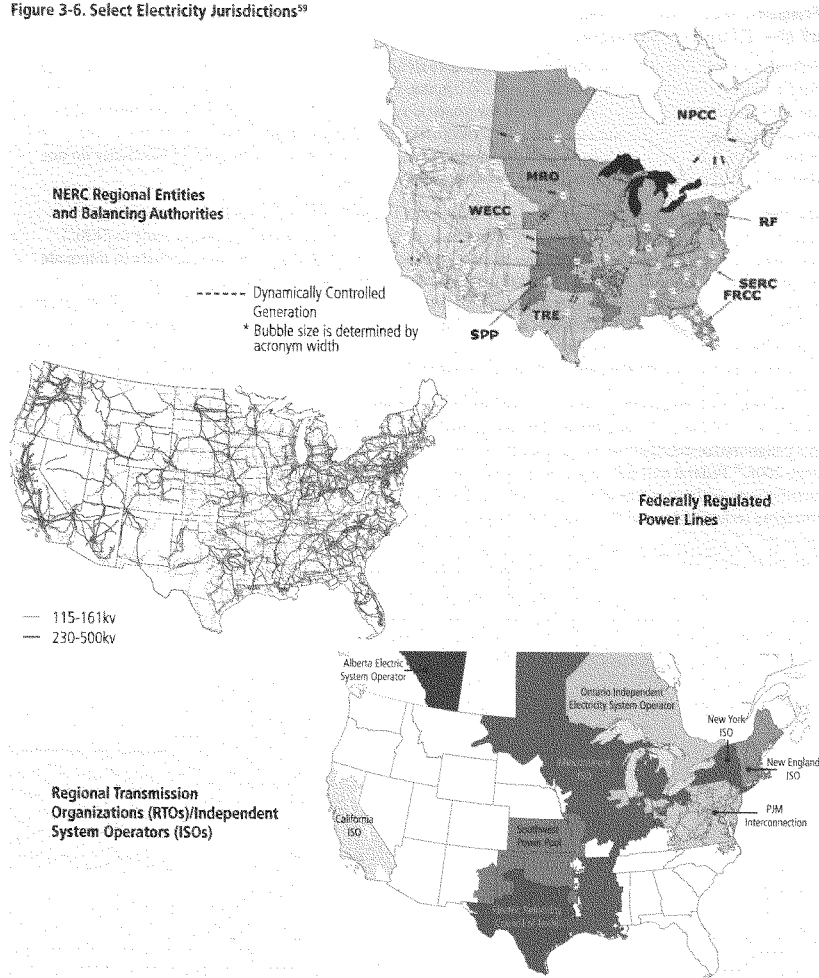 Figure 3-6. Select Electricity Jurisdictions⁵⁹
NPCC
MRO
NERC Regional Entities
and Balancing Authorities
WECC
RF
SERC
FRCC
Dynamically Controlled
Generation
* Bubble size is determined by
acronym width
TRE
SPP
Federally Regulated
Power Lines
115-161kv
230-500kv
Alberta Electric
System Operator
Ontario Independent
Electricity System Operator
New York
ISO
New England
ISO
Regional Transmission
Organizations (RTOs)/Independent
System Operators (ISOs)
California
ISO
Southwest
Power Pool
PJM
Interconnection